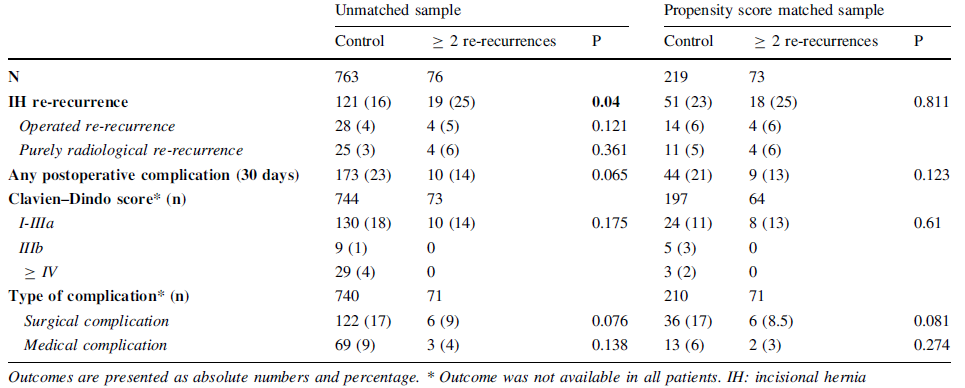 Unmatched sample Propensity score matched sample
Control ≥ 2 re-recurrences P Control ≥ 2 re-recurrences P
N 763 76 219 73
IH re-recurrence 121 (16) 19 (25) 0.04 51 (23) 18 (25) 0.811
Operated re-recurrence 28 (4) 4 (5) 0.121 14 (6) 4 (6)
Purely radiological re-recurrence 25 (3) 4 (6) 0.361 11 (5) 4 (6)
Any postoperative complication (30 days) 173 (23) 10 (14) 0.065 44 (21) 9 (13) 0.123
Clavien–Dindo score* (n) 744 73 197 64
I-IIIa 130 (18) 10 (14) 0.175 24 (11) 8 (13) 0.61
IIIb 9 (1) 0 5 (3) 0
≥ IV 29 (4) 0 3 (2) 0
Type of complication* (n) 740 71 210 71
Surgical complication 122 (17) 6 (9) 0.076 36 (17) 6 (8.5) 0.081
Medical complication 69 (9) 3 (4) 0.138 13 (6) 2 (3) 0.274
Outcomes are presented as absolute numbers and percentage. * Outcome was not available in all patients. IH: incisional hernia